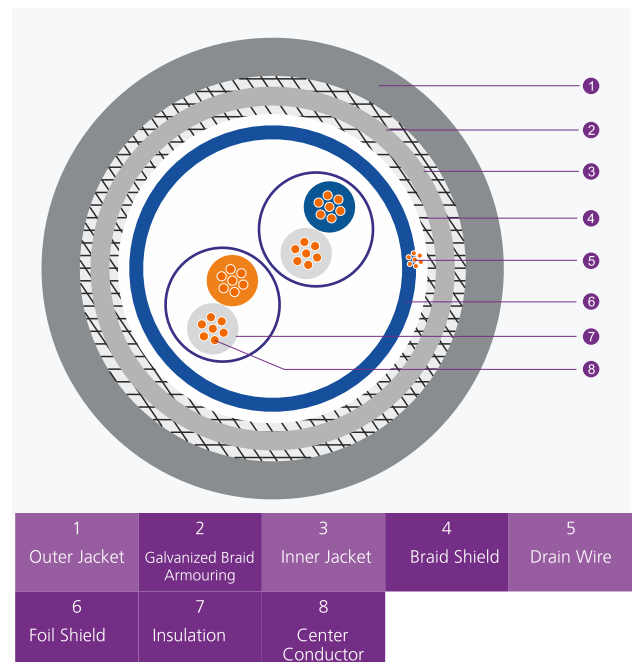 1
2
3
4
5
6
7
8
1
Outer Jacket
2
Galvanized Braid
Armouring
3
Inner Jacket
4
Braid Shield
5
Drain Wire
6
Foil Shield
7
Insulation
8
Center
Conductor